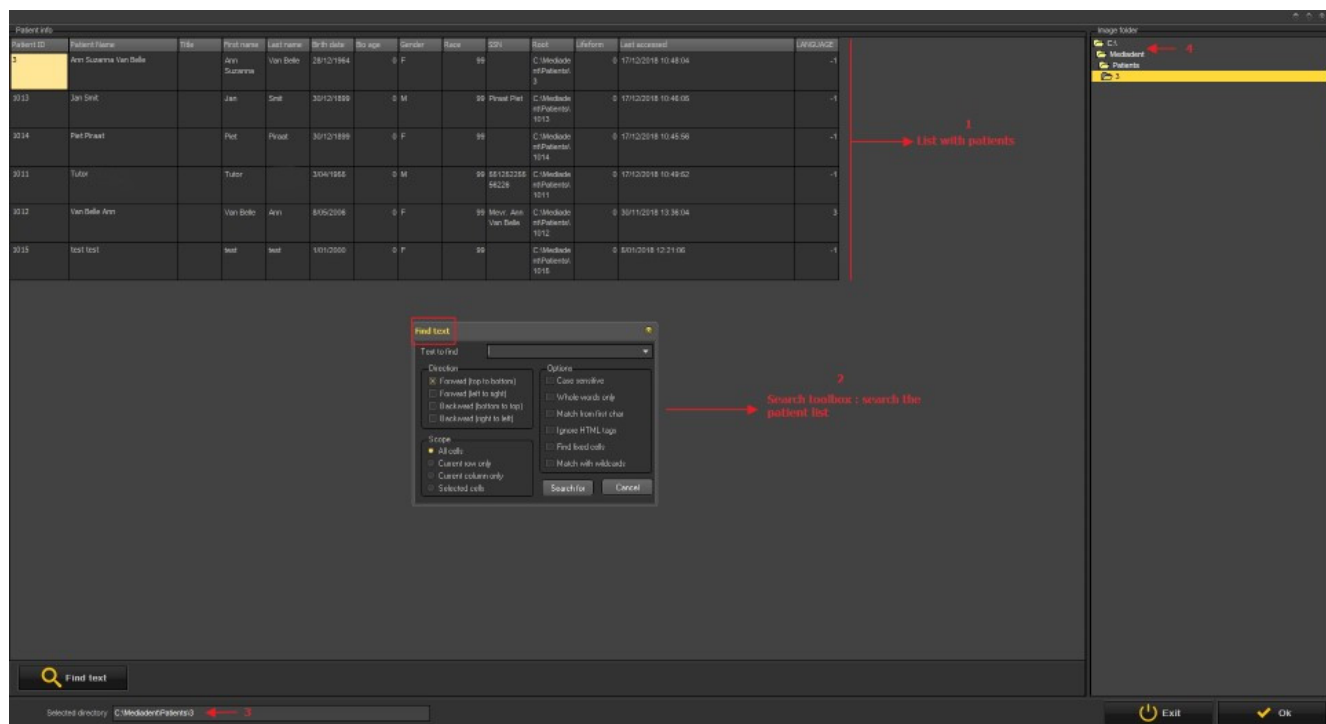 Patient info
Patient ID Patient Name Title First name Last name Birth date Bio age Gender Race SSN Root Lifeform Last accessed LANGUAGE
3 Ann Suzanna Van Belle Ann Suzanna Van Belle 28/12/1964 0 F 99 C:\Mediadent\Patients\3 0 17/12/2018 10:48:04 -1
1013 Jan Smit Jan Smit 30/12/1899 0 M 99 Piraat Piet C:\Mediadent\Patients\1013 0 17/12/2018 -1
1014 Piet Piraat Piet Piraat 30/12/1899 0 F 99 C:\Mediadent\Patients\1014 0 17/12/2018 10:45:56 -1
1011 Tutor Tutor 0 M 99 C:\Mediadent\Patients\1011 0 17/12/2018 -1
1012 Van Belle Ann Van Belle Ann 8/05/2006 0 F 99 Mevr. Ann Van Belle C:\Mediadent\Patients\1012 0 30/11/2018 13:36:04 3
1015 test test test test 1/01/2000 0 F 99 C:\Mediadent\Patients\1015 0 12:21:06 -1
Image folder
C:\
Mediadent
Patients
3
4
1
List with patients
Find text
Text to find
Direction
Forward (top to bottom)
Forward (left to right)
Backward (bottom to top)
Backward (right to left)
Scope
All cells
Current row only
Current column only
Selected cells
Options
Case sensitive
Whole words only
Match from first char
Ignore HTML tags
Find fixed cells
Match with wildcards
Search for Cancel
2
Search toolbox : search the
patient list
Find text
Selected directory C:\Mediadent\Patients\3 3
Exit Ok